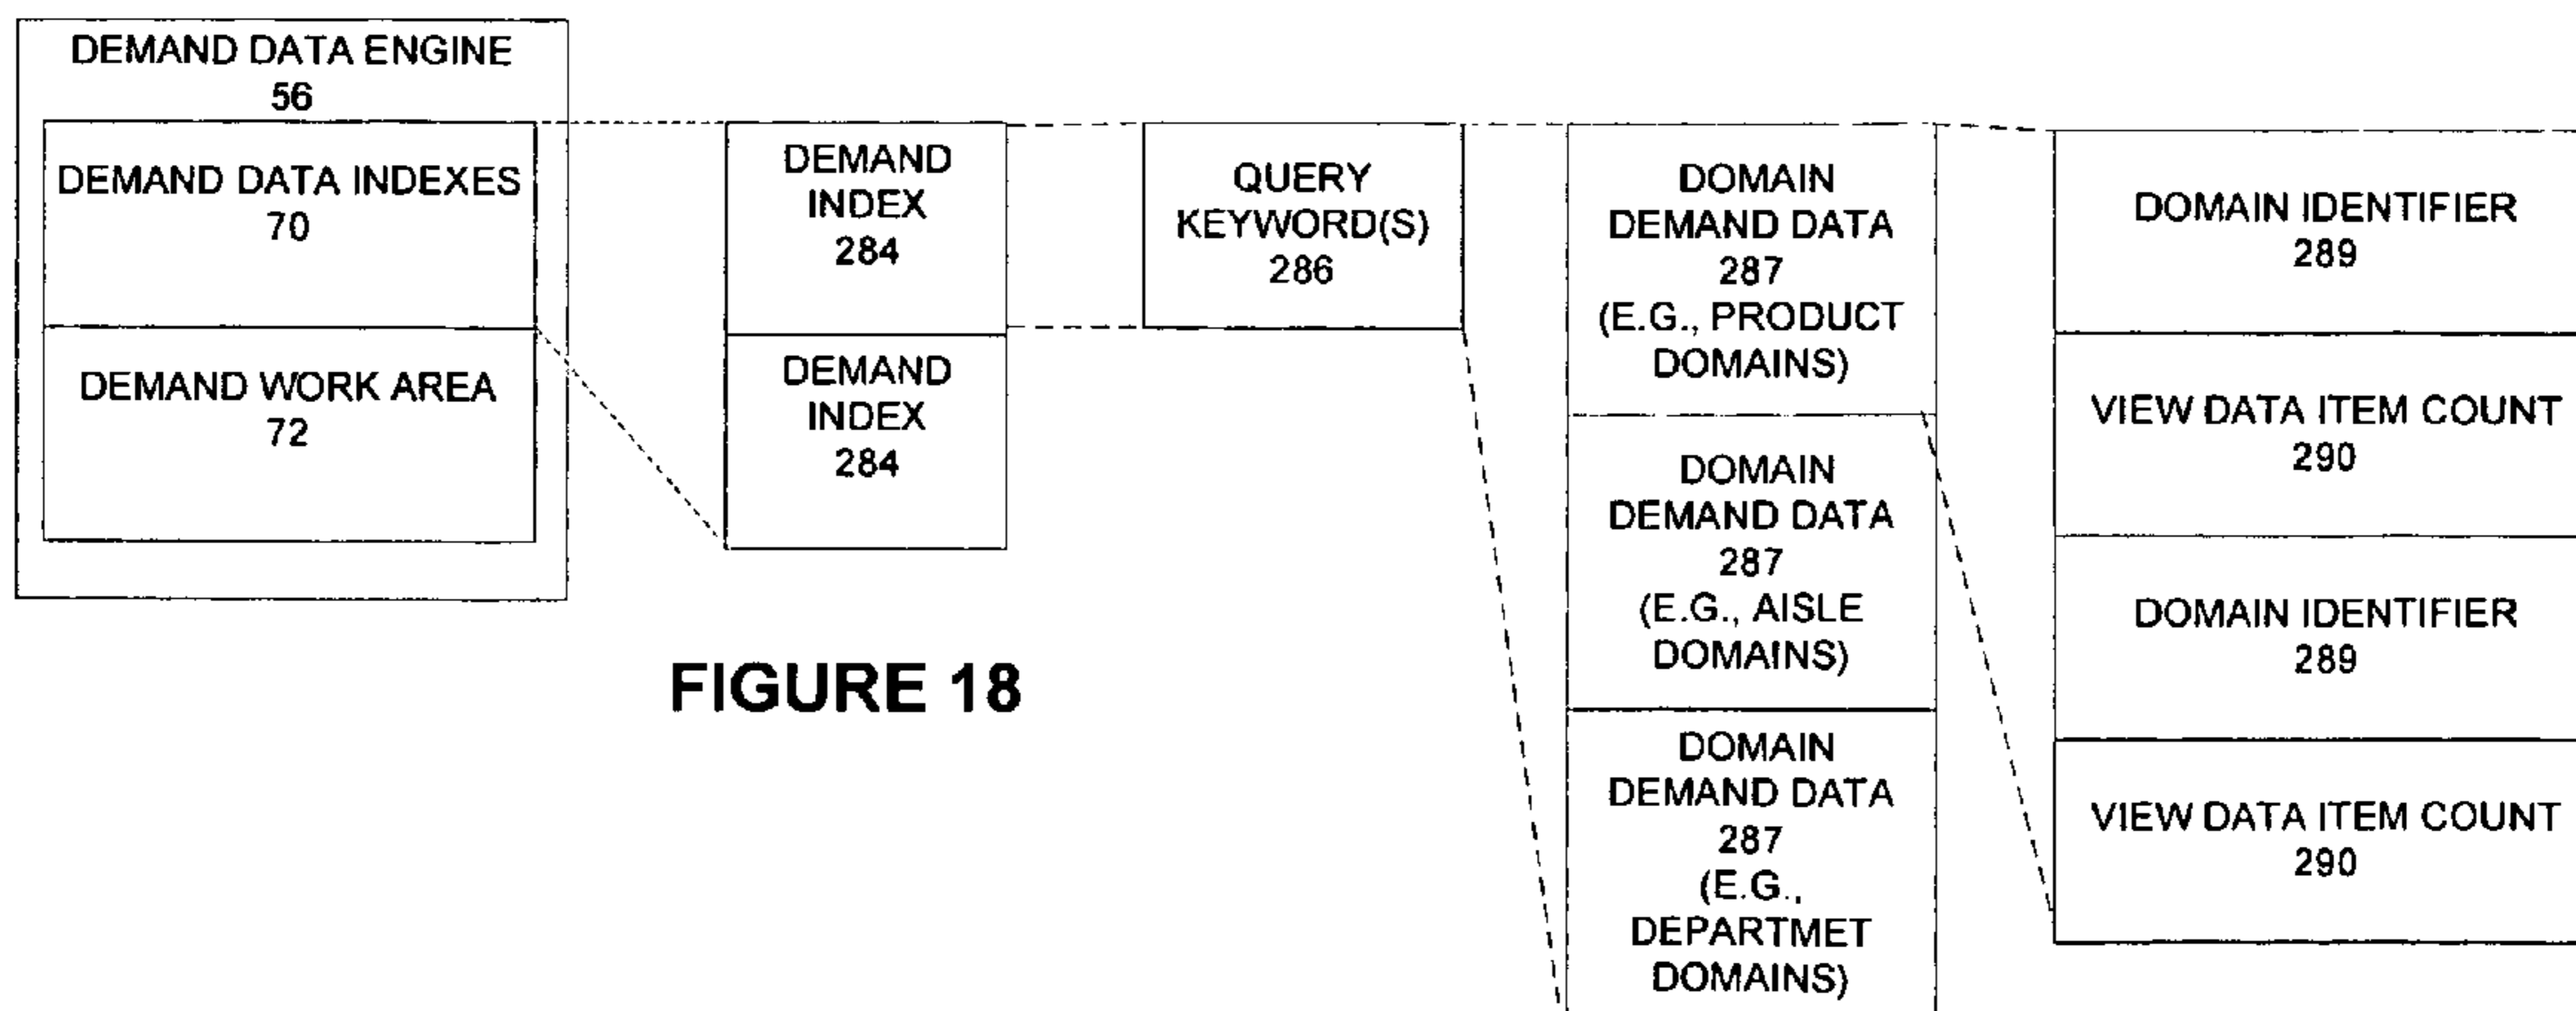 DEMAND DATA ENGINE
56
DEMAND DATA INDEXES
70
DEMAND WORK AREA
72
DEMAND
INDEX
284
DEMAND
INDEX
284
QUERY
KEYWORD(S)
286
DOMAIN
DEMAND DATA
287
(E.G., PRODUCT
DOMAINS)
DOMAIN
DEMAND DATA
287
(E.G., AISLE
DOMAINS)
DOMAIN
DEMAND DATA
287
(E.G.,
DEPARTMET
DOMAINS)
DOMAIN IDENTIFIER
289
VIEW DATA ITEM COUNT
290
DOMAIN IDENTIFIER
289
VIEW DATA ITEM COUNT
290
FIGURE 18